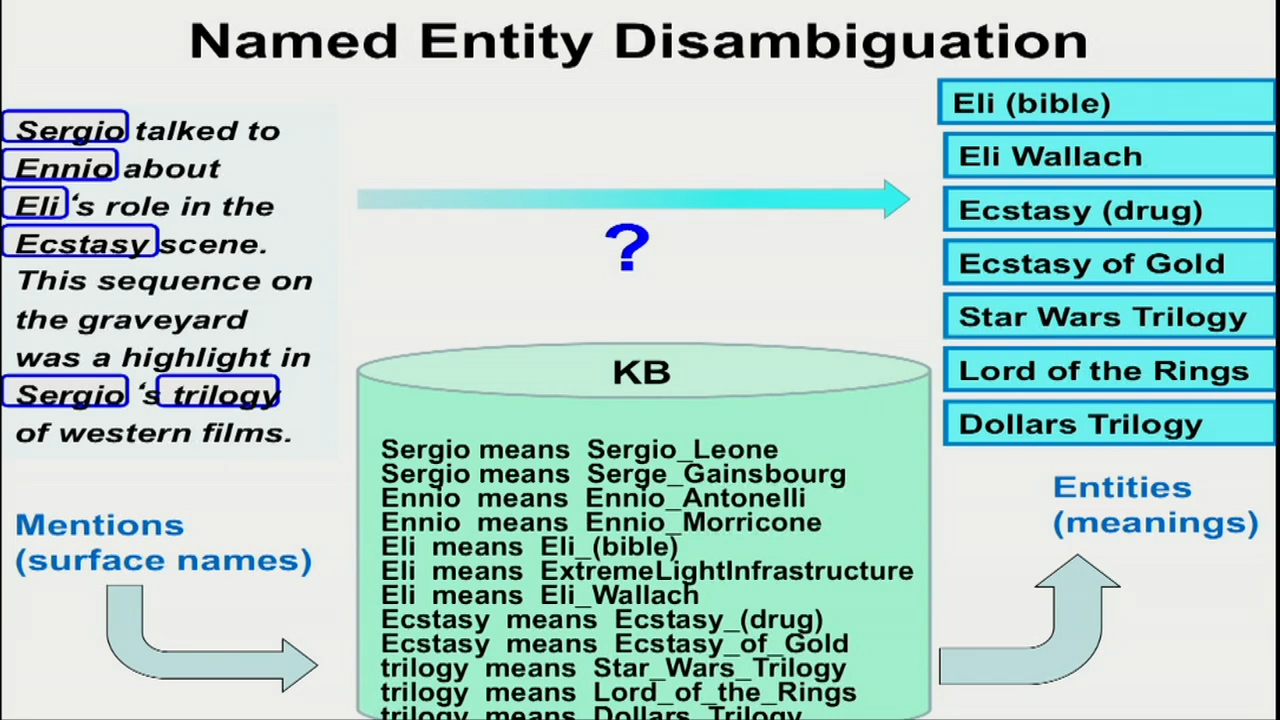 Named Entity Disambiguation
Sergio talked to
Ennio about
Eli ‘s role in the
Ecstasy scene.
This sequence on
the graveyard
was a highlight in
Sergio ‘s trilogy
of western films.
Mentions
(surface names)
?
KB
Sergio means Sergio_Leone
Sergio means Serge_Gainsbourg
Ennio means Ennio_Antonelli
Ennio means Ennio_Morricone
Eli means Eli_(bible)
Eli means ExtremeLightInfrastructure
Eli means Eli_Wallach
Ecstasy means Ecstasy_(drug)
Ecstasy means Ecstasy_of_Gold
trilogy means Star_Wars_Trilogy
trilogy means Lord_of_the_Rings
trilogy means Dollars_Trilogy
Eli (bible)
Eli Wallach
Ecstasy (drug)
Ecstasy of Gold
Star Wars Trilogy
Lord of the Rings
Dollars Trilogy
Entities
(meanings)